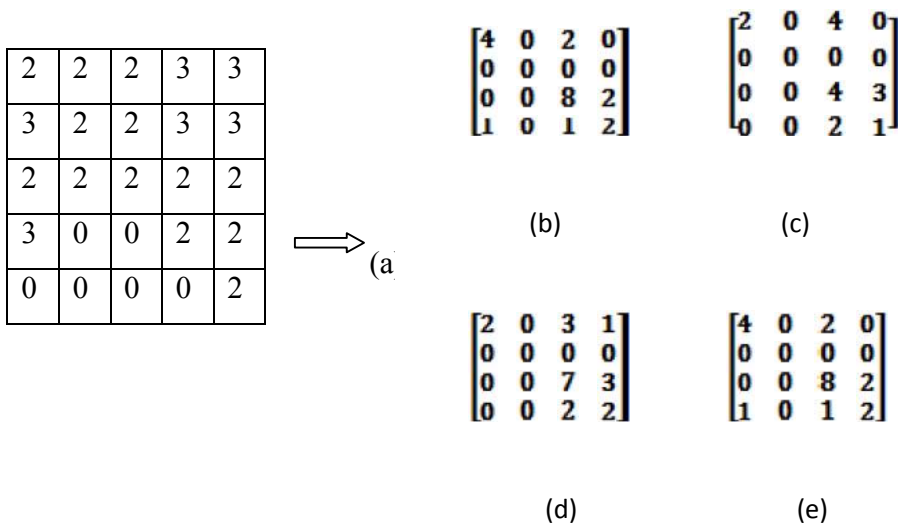 2 2 2 3 3
3 2 2 3 3
2 2 2 2 2
3 0 0 2 2
0 0 0 0 2
(a)
4 0 2 0
0 0 0 0
0 0 8 2
1 0 1 2
(b)
2 0 4 0
0 0 0 0
0 0 4 3
0 0 2 1
(c)
2 0 3 1
0 0 0 0
0 0 7 3
0 0 2 2
(d)
4 0 2 0
0 0 0 0
0 0 8 2
1 0 1 2
(e)